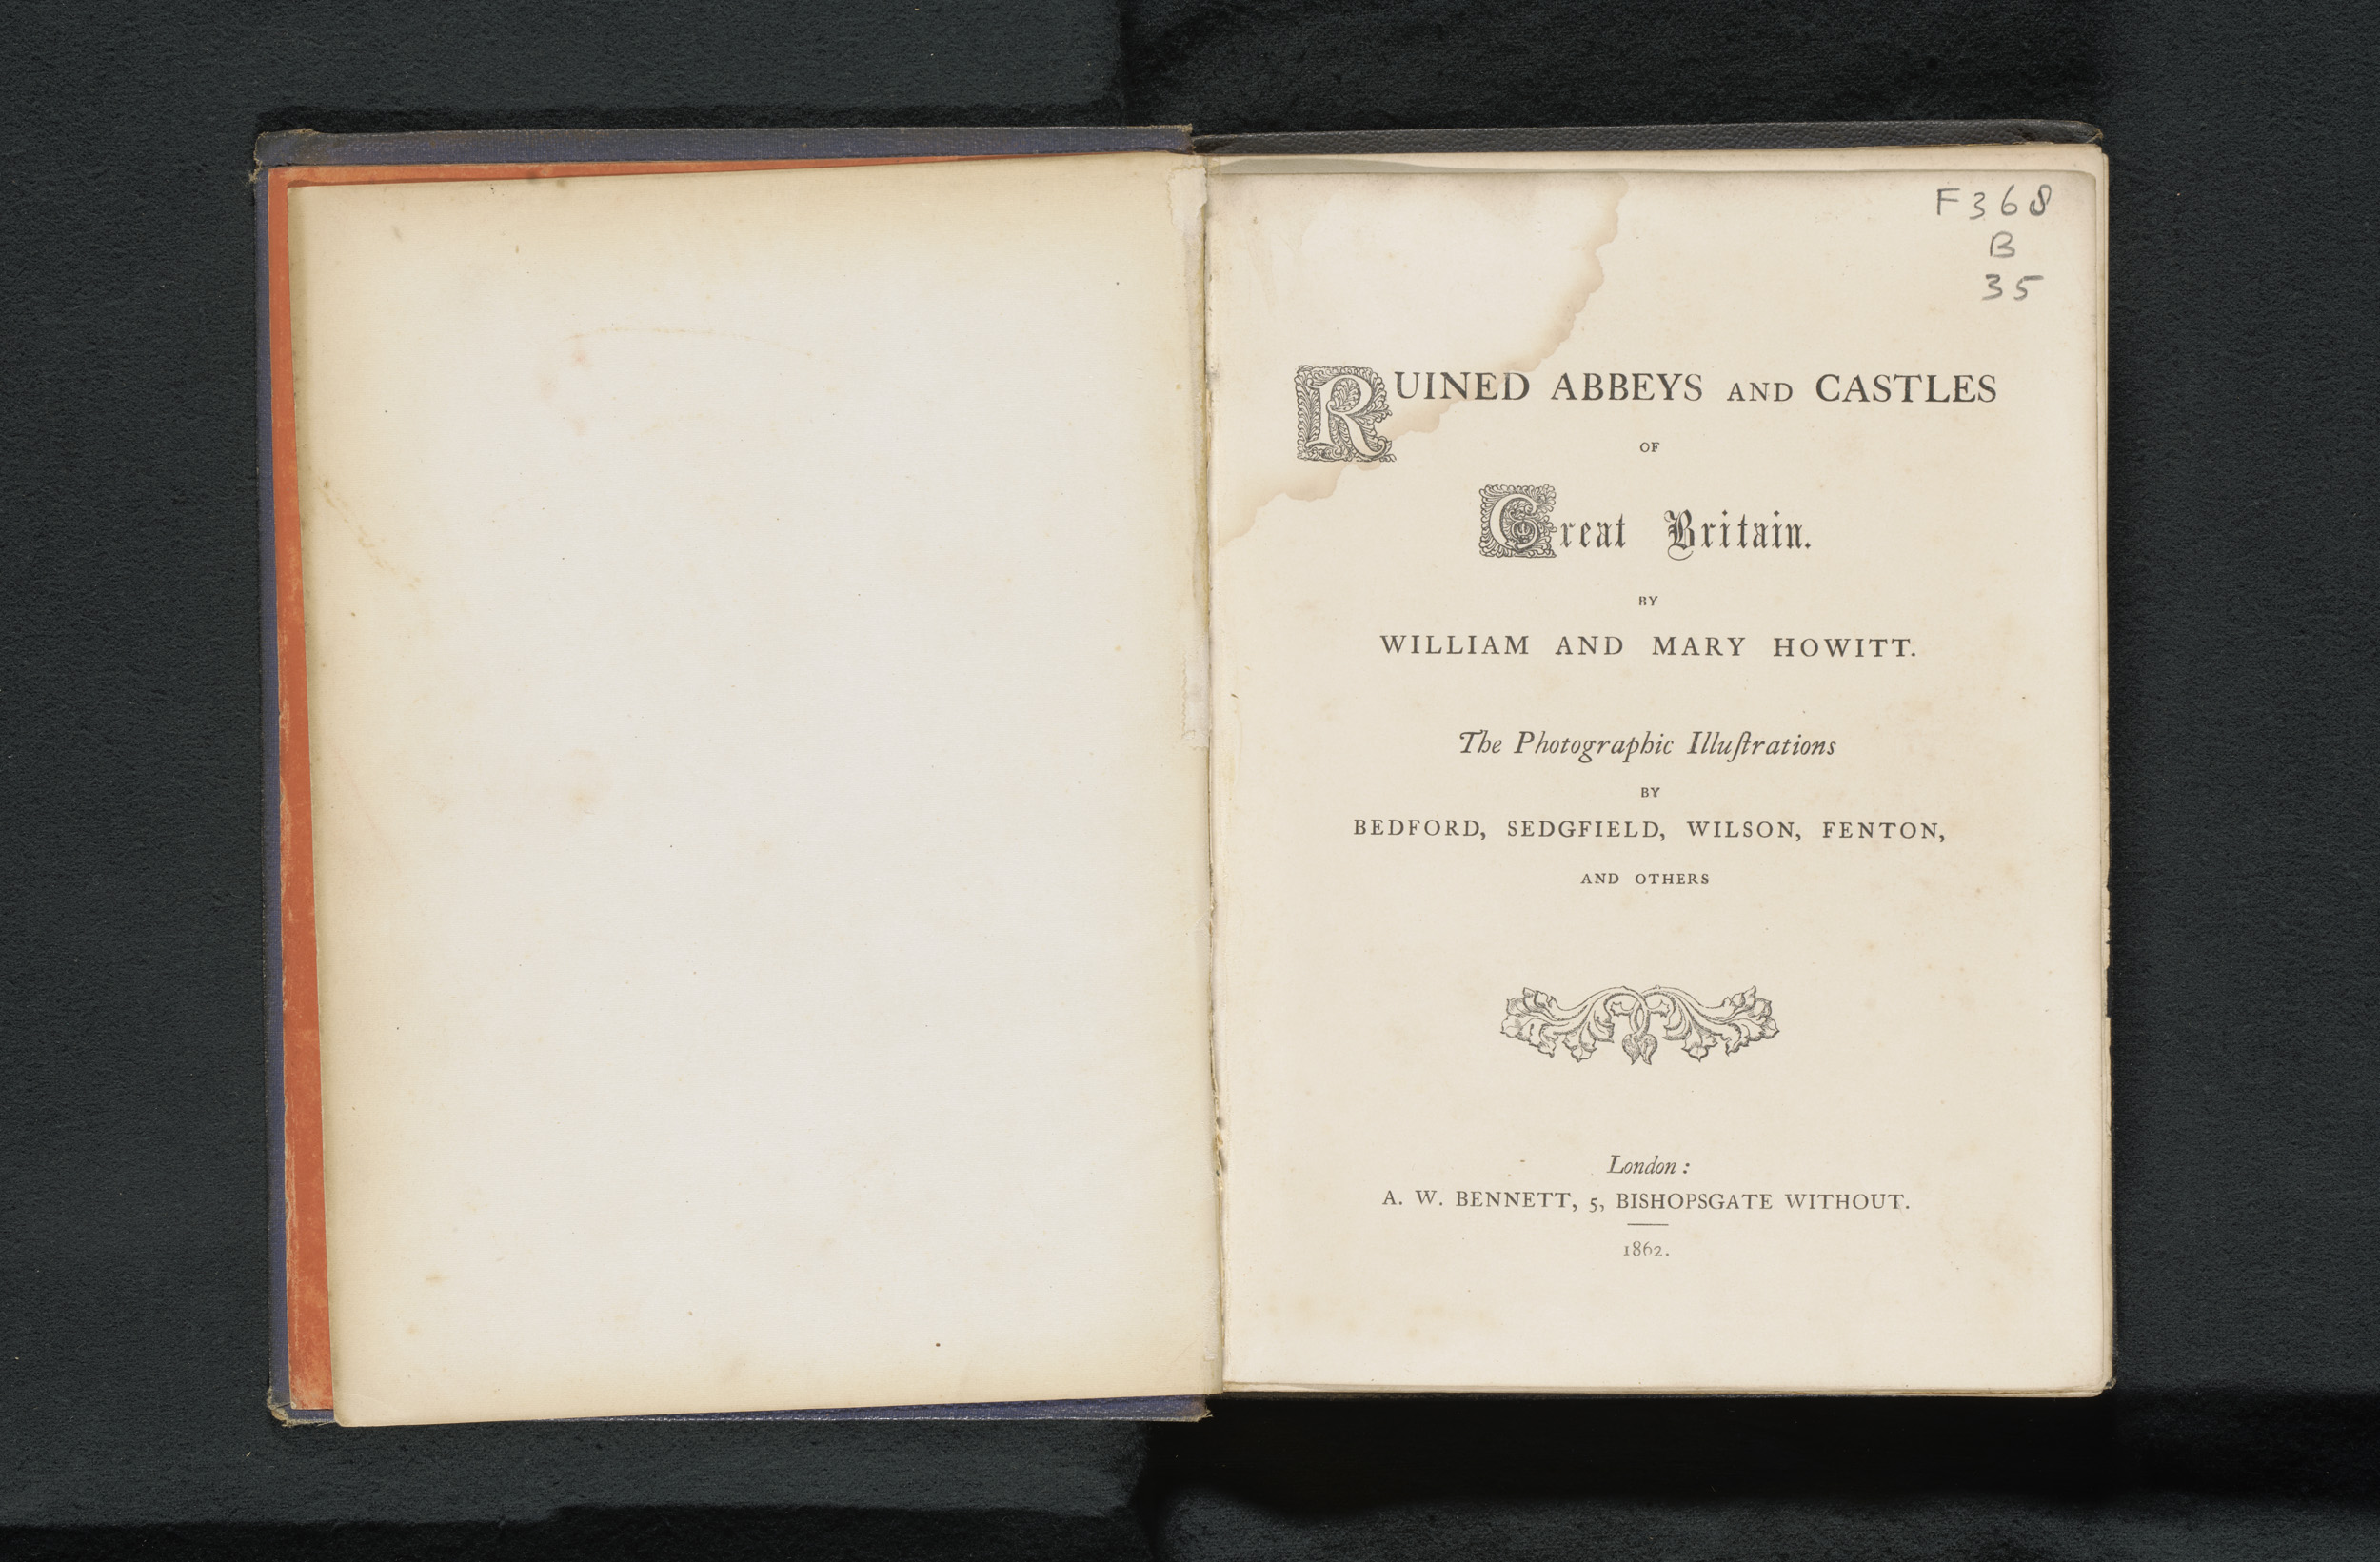 F368
B
35
RUINED ABBEYS AND CASTLES
OF
Great Britain.
BY
WILLIAM AND MARY HOWITT.
The Photographic Illuſtrations
BY
BEDFORD, SEDGFIELD, WILSON, FENTON,
AND OTHERS
London:
A. W. BENNETT, 5, BISHOPSGATE WITHOUT.
1862.